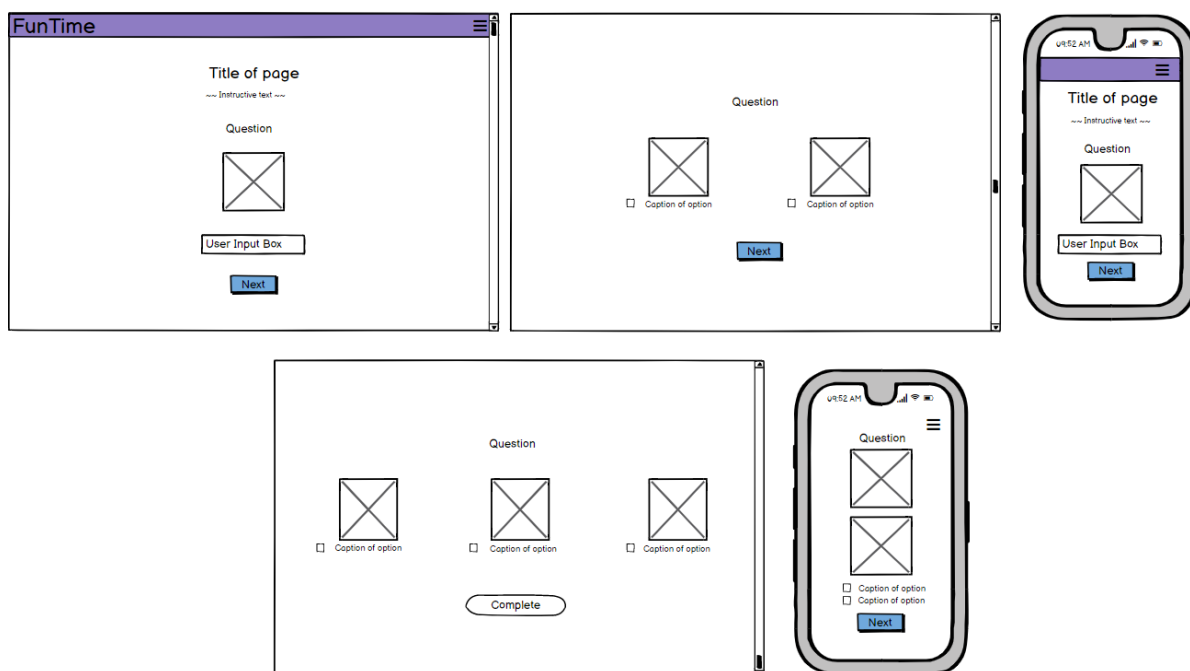 FunTime
Title of page
~~ Instructive text ~~
Question
User Input Box
Next
Question
Caption of option
Caption of option
Next
09:52 AM
Title of page
~~ Instructive text ~~
Question
User Input Box
Next
Question
Caption of option
Caption of option
Caption of option
Complete
09:52 AM
Question
Caption of option
Caption of option
Next